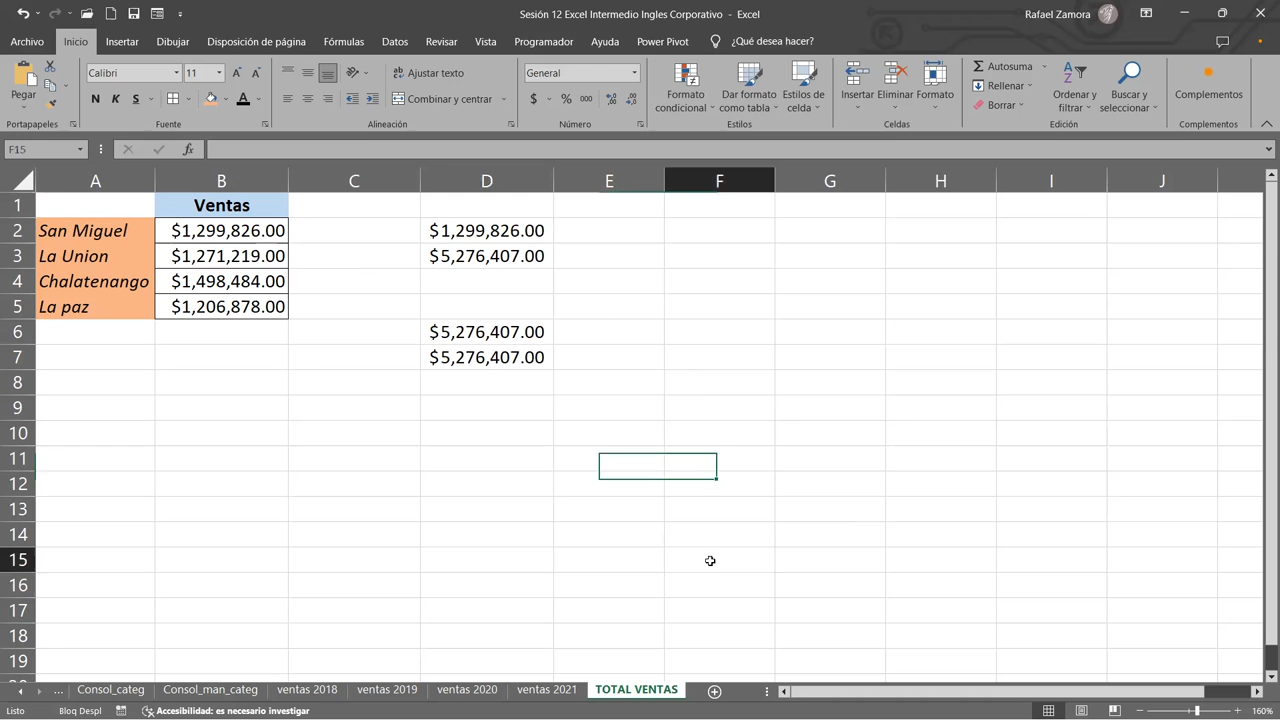 Sesión 12 Excel Intermedio Ingles Corporativo - Excel
Rafael Zamora
Archivo Inicio Insertar Dibujar Disposición de página Fórmulas Datos Revisar Vista Programador Ayuda Power Pivot ¿Qué desea hacer?
Pegar
Portapapeles
Calibri 11
N K S
Fuente
Ajustar texto
Combinar y centrar
Alineación
General
$ % 000
Número
Formato condicional
Dar formato como tabla
Estilos de celda
Estilos
Insertar Eliminar Formato
Celdas
Autosuma
Rellenar
Borrar
Ordenar y filtrar
Buscar y seleccionar
Edición
Complementos
Complementos
F15
A B C D E F G H I J
1 Ventas
2 San Miguel $1,299,826.00 $1,299,826.00
3 La Union $1,271,219.00 $5,276,407.00
4 Chalatenango $1,498,484.00
5 La paz $1,206,878.00
6 $5,276,407.00
7 $5,276,407.00
8
9
10
11
12
13
14
15
16
17
18
19
... Consol_categ Consol_man_categ ventas 2018 ventas 2019 ventas 2020 ventas 2021 TOTAL VENTAS
Listo Bloq Despl Accesibilidad: es necesario investigar 160%